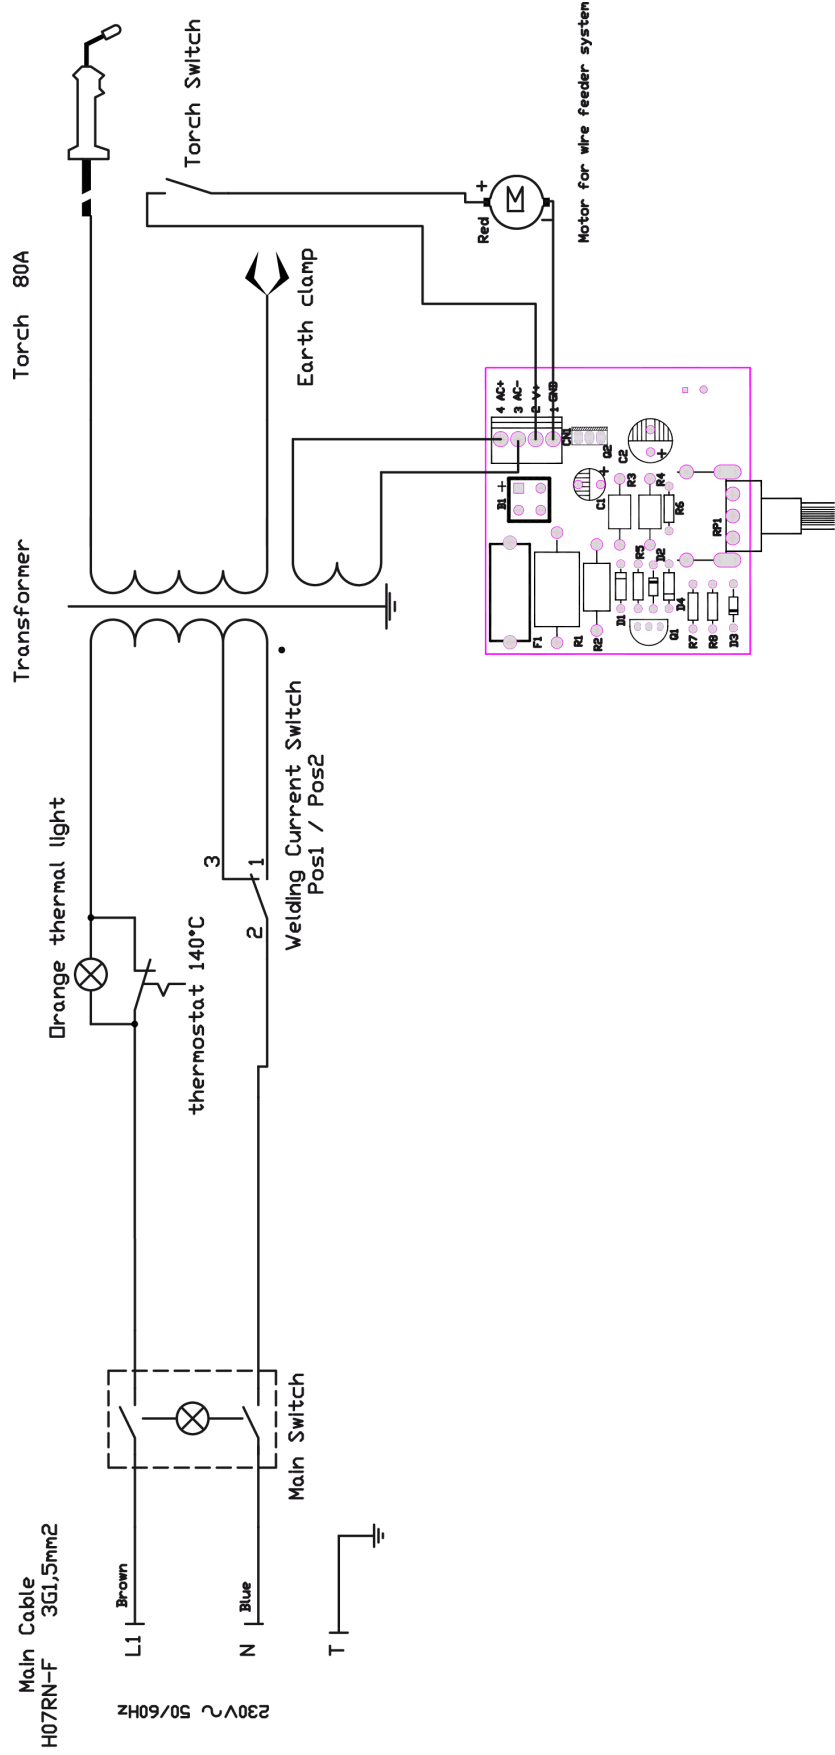 Main Cable
H07RN-F 3G1,5mm2
230V 50/60Hz
L1
Brown
N
Blue
T
Main Switch
Orange thermal light
thermostat 140°C
2
3
1
Welding Current Switch
Pos1 / Pos2
Transformer
Torch 80A
Torch Switch
Earth clamp
Red
+
M
Motor for wire feeder system
4 AC+
3 AC-
2 V+
1 GND
CN1
Q2
C2
+
B1
+
C1
+
R3
R4
R6
RP1
R5
D2
F1
R1
R2
D1
Q1
D4
R7
R8
D3